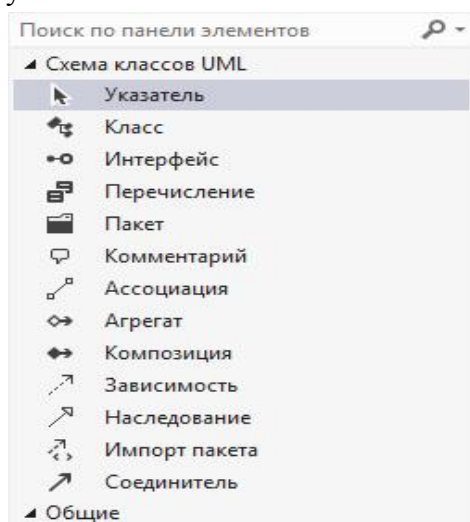 у
Поиск по панели элементов
Схема классов UML
Указатель
Класс
Интерфейс
Перечисление
Пакет
Комментарий
Ассоциация
Агрегат
Композиция
Зависимость
Наследование
Импорт пакета
Соединитель
Общие